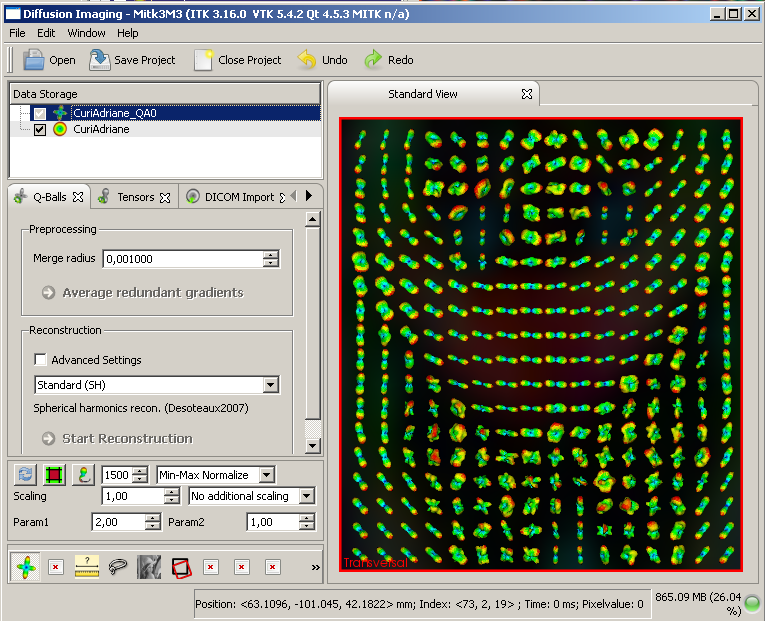 Diffusion Imaging - Mitk3M3 (ITK 3.16.0 VTK 5.4.2 Qt 4.5.3 MITK n/a)
File Edit Window Help
Open Save Project Close Project Undo Redo
Data Storage
CuriAdriane_QA0
CuriAdriane
Standard View
Q-Balls Tensors DICOM Import
Preprocessing
Merge radius 0,001000
Average redundant gradients
Reconstruction
Advanced Settings
Standard (SH)
Spherical harmonics recon. (Desoteaux2007)
Start Reconstruction
1500 Min-Max Normalize
Scaling 1,00 No additional scaling
Param1 2,00 Param2 1,00
?
»
Transversal
Position: <63.1096, -101.045, 42.1822> mm; Index: <73, 2, 19> ; Time: 0 ms; Pixelvalue: 0
865.09 MB (26.04
%)